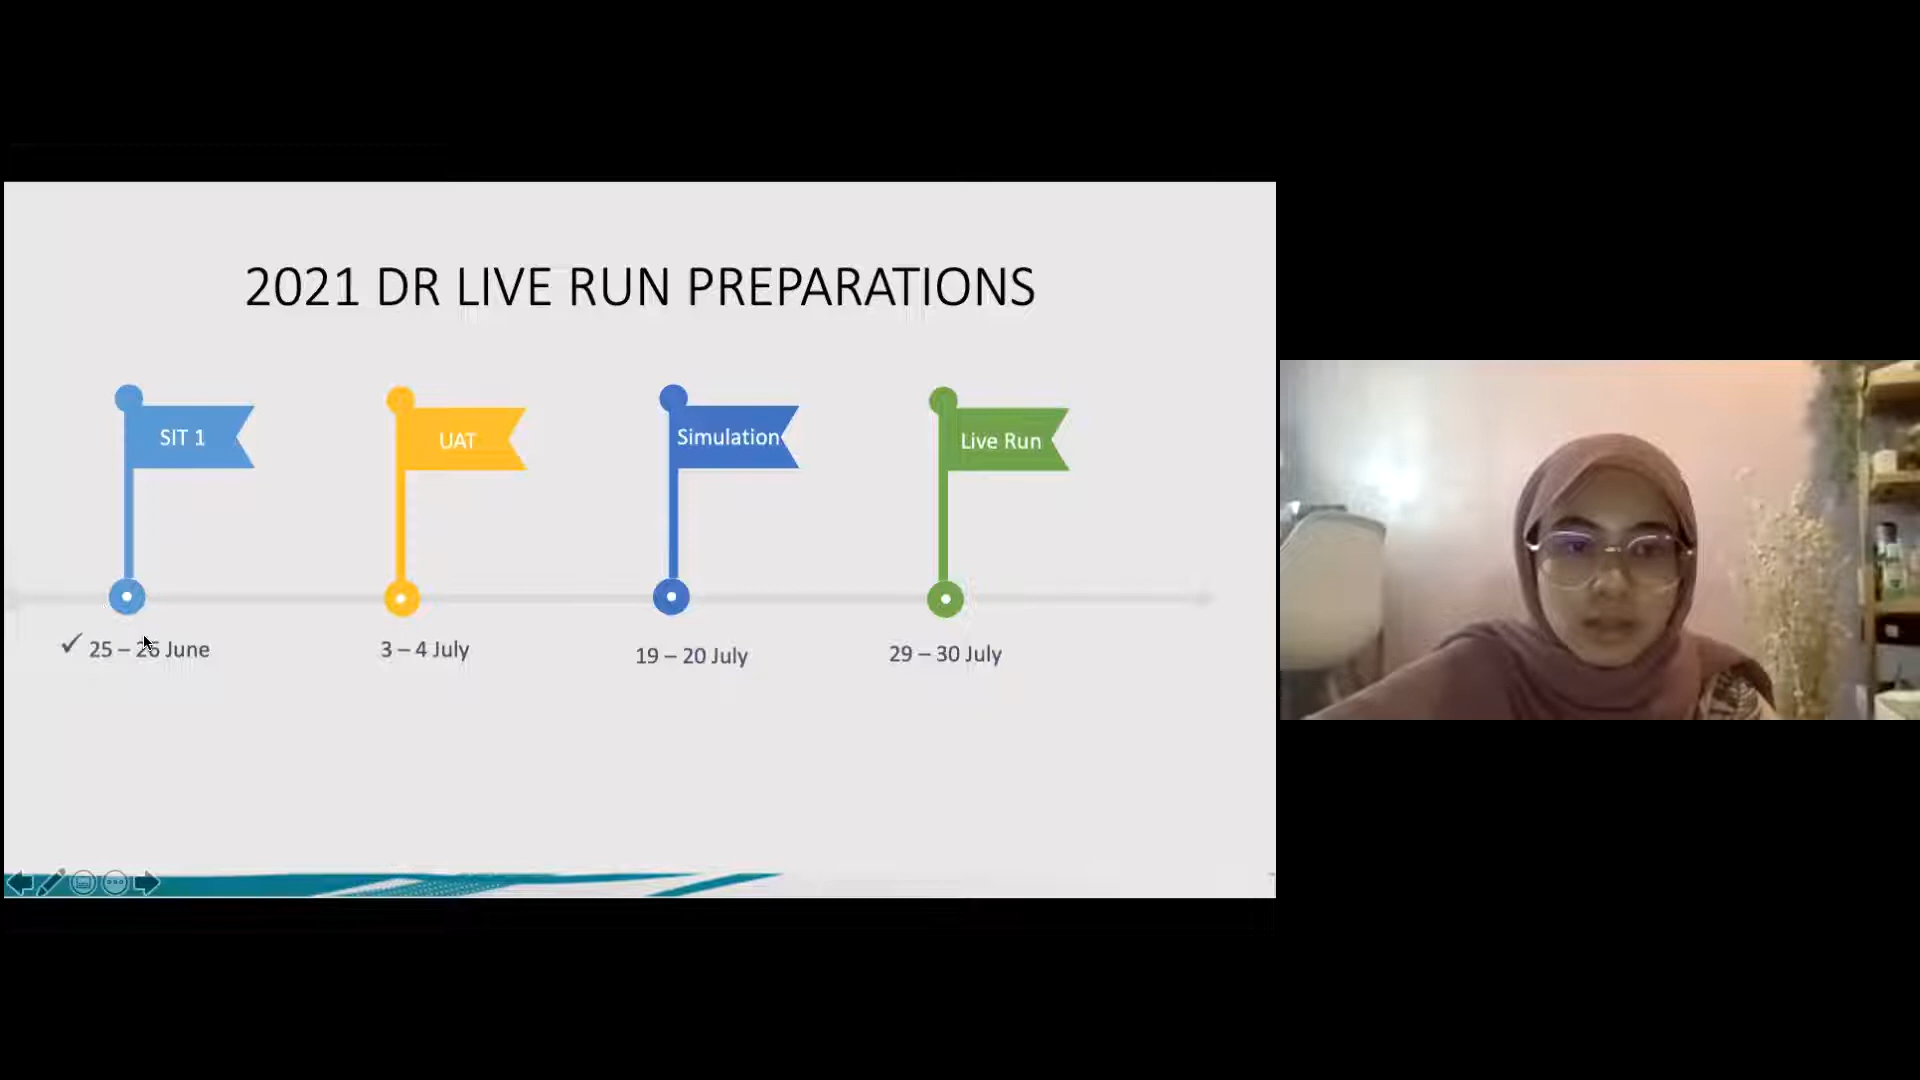 2021 DR LIVE RUN PREPARATIONS
SIT 1
UAT
Simulation
Live Run
✓ 25 – 26 June
3 – 4 July
19 – 20 July
29 – 30 July